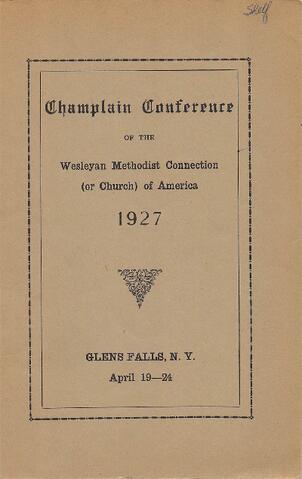 Shelf
Champlain Conference
OF THE
Wesleyan Methodist Connection
(or Church) of America
1927
GLENS FALLS, N. Y.
April 19—24